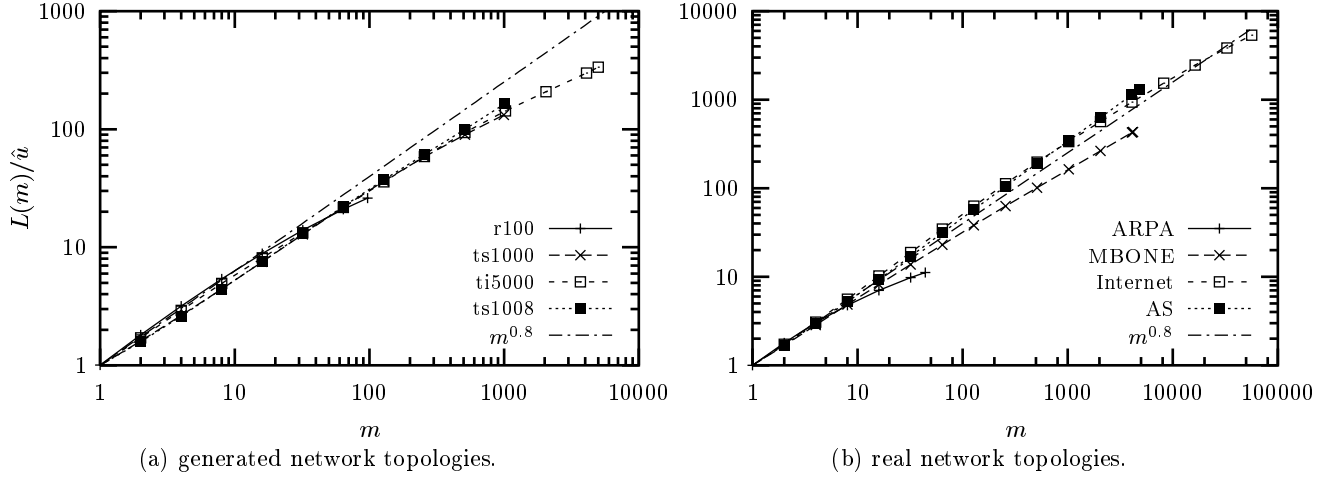 1000
100
10
1
L(m)/û
r100
ts1000
ti5000
ts1008
m^0.8
1 10 100 1000 10000
m
(a) generated network topologies.
10000
1000
100
10
1
ARPA
MBONE
Internet
AS
m^0.8
1 10 100 1000 10000 100000
m
(b) real network topologies.